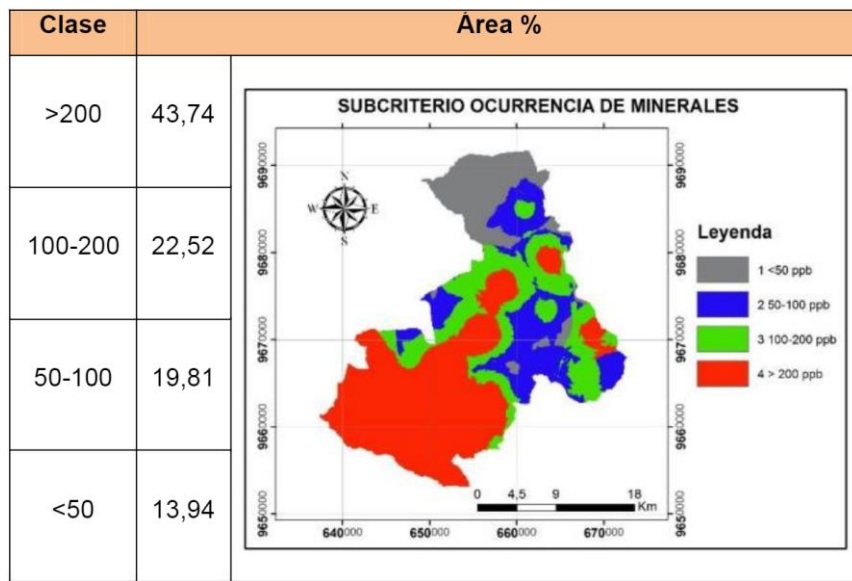 Clase Área %
>200 43,74
100-200 22,52
50-100 19,81
<50 13,94
SUBCRITERIO OCURRENCIA DE MINERALES
N
W E
S
9690000
9680000
9670000
9660000
9650000
9690000
9680000
9670000
9660000
9650000
Leyenda
1 <50 ppb
2 50-100 ppb
3 100-200 ppb
4 > 200 ppb
0 4,5 9 18
Km
640000 650000 660000 670000